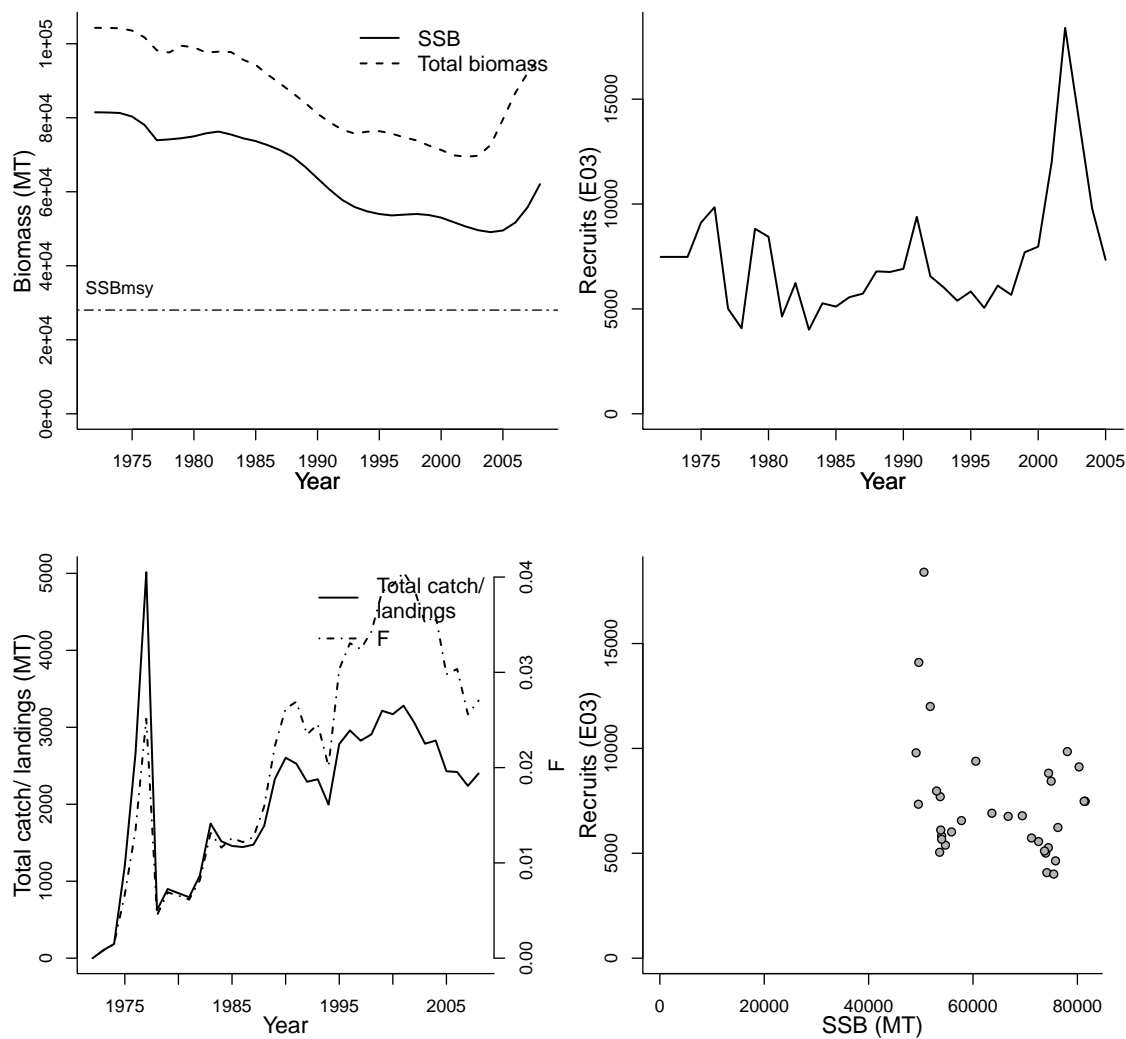 SSB
Total biomass
SSBmsy
Biomass (MT)
0e+00 2e+04 4e+04 6e+04 8e+04 1e+05
1975 1980 1985 1990 1995 2000 2005
Year
Recruits (E03)
0 5000 10000 15000
1975 1980 1985 1990 1995 2000 2005
Year
Total catch/
landings
F
Total catch/ landings (MT)
0 1000 2000 3000 4000 5000
0.00 0.01 0.02 0.03 0.04
F
1975 1985 1995 2005
Year
Recruits (E03)
0 5000 10000 15000
0 20000 40000 60000 80000
SSB (MT)